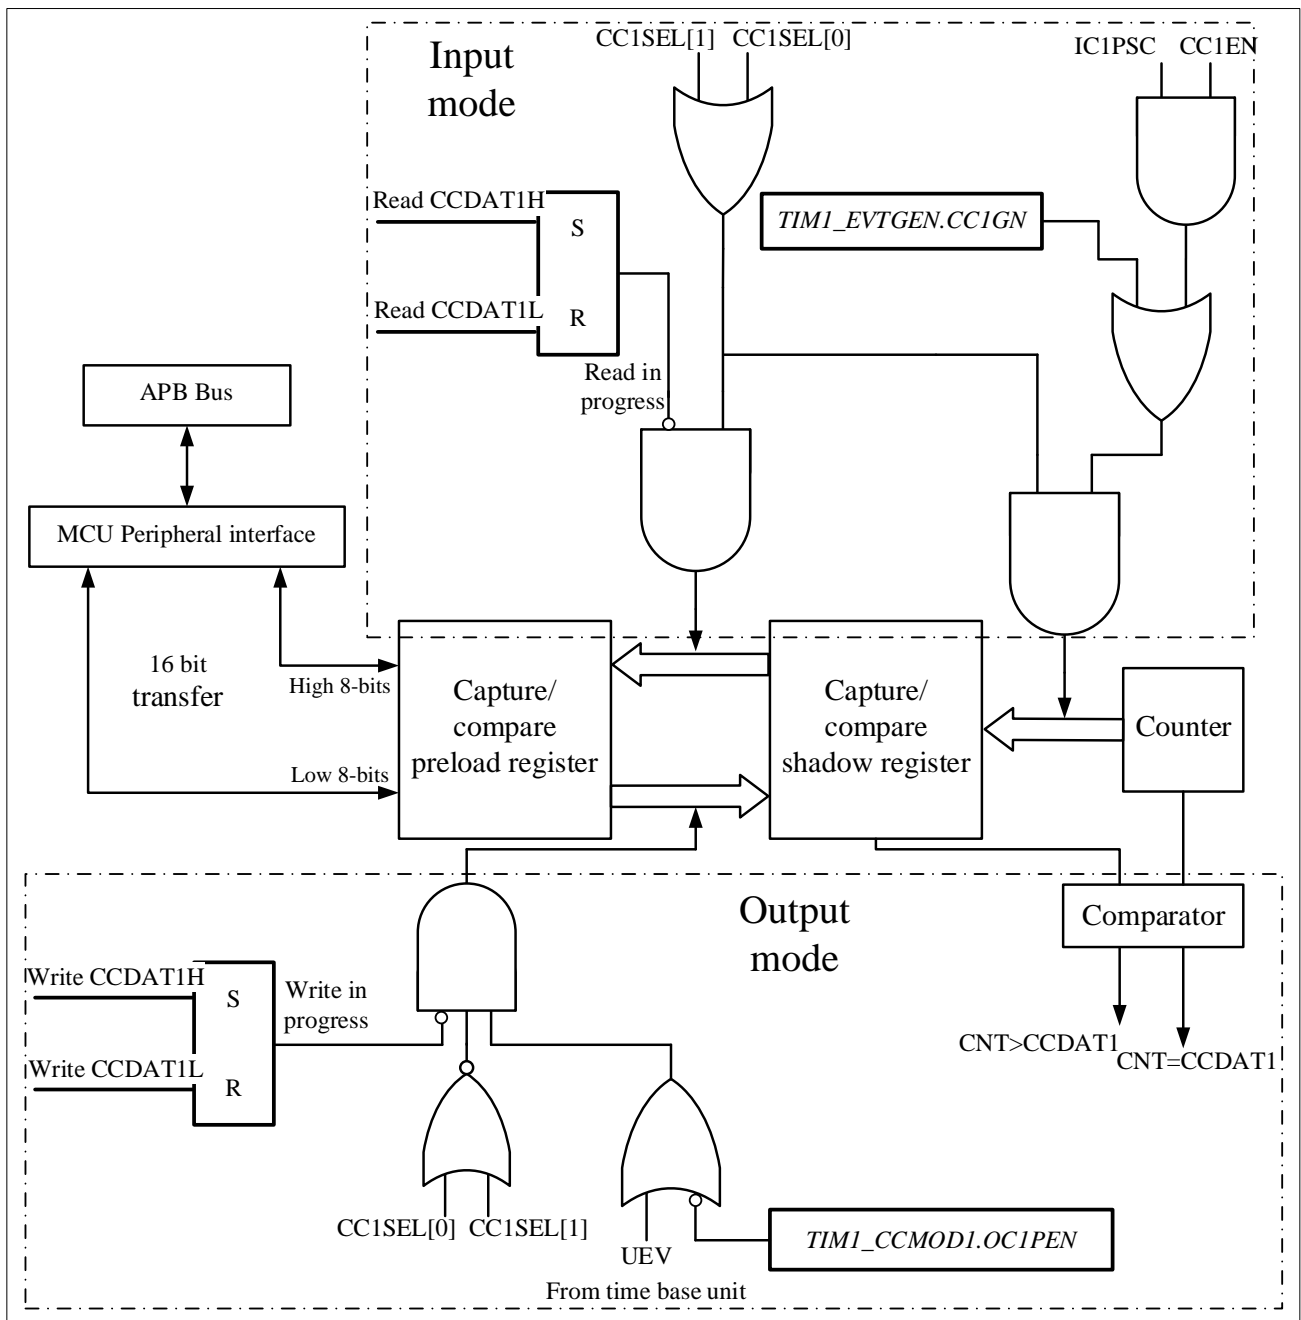 Input
mode
CC1SEL[1] CC1SEL[0]
IC1PSC CC1EN
Read CCDAT1H
S
TIM1_EVTGEN.CC1GN
Read CCDAT1L
R
Read in
progress
APB Bus
MCU Peripheral interface
16 bit
transfer
High 8-bits
Low 8-bits
Capture/
compare
preload register
Capture/
compare
shadow register
Counter
Output
mode
Comparator
Write CCDAT1H
S
Write in
progress
Write CCDAT1L
R
CNT>CCDAT1
CNT=CCDAT1
CC1SEL[0] CC1SEL[1]
UEV
TIM1_CCMOD1.OC1PEN
From time base unit